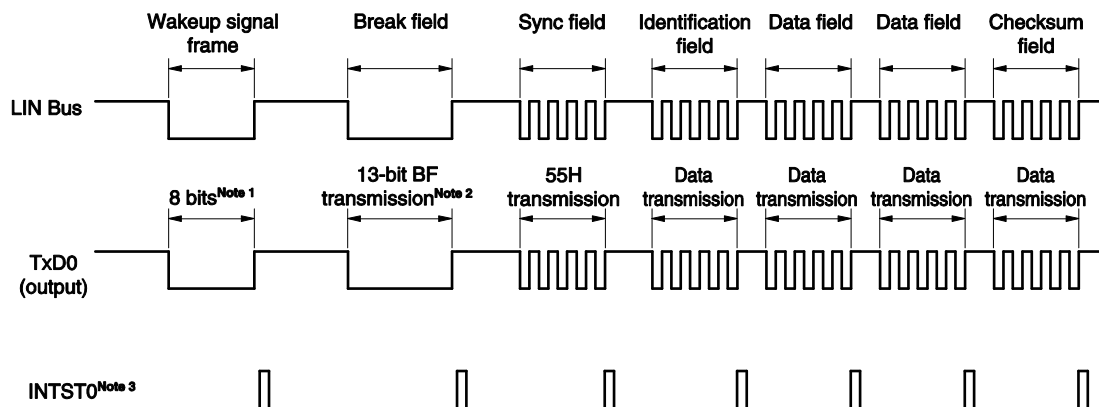 Wakeup signal frame
Break field
Sync field
Identification field
Data field
Data field
Checksum field
LIN Bus
8 bits Note 1
13-bit BF transmission Note 2
55H transmission
Data transmission
Data transmission
Data transmission
Data transmission
TxD0 (output)
INTST0 Note 3